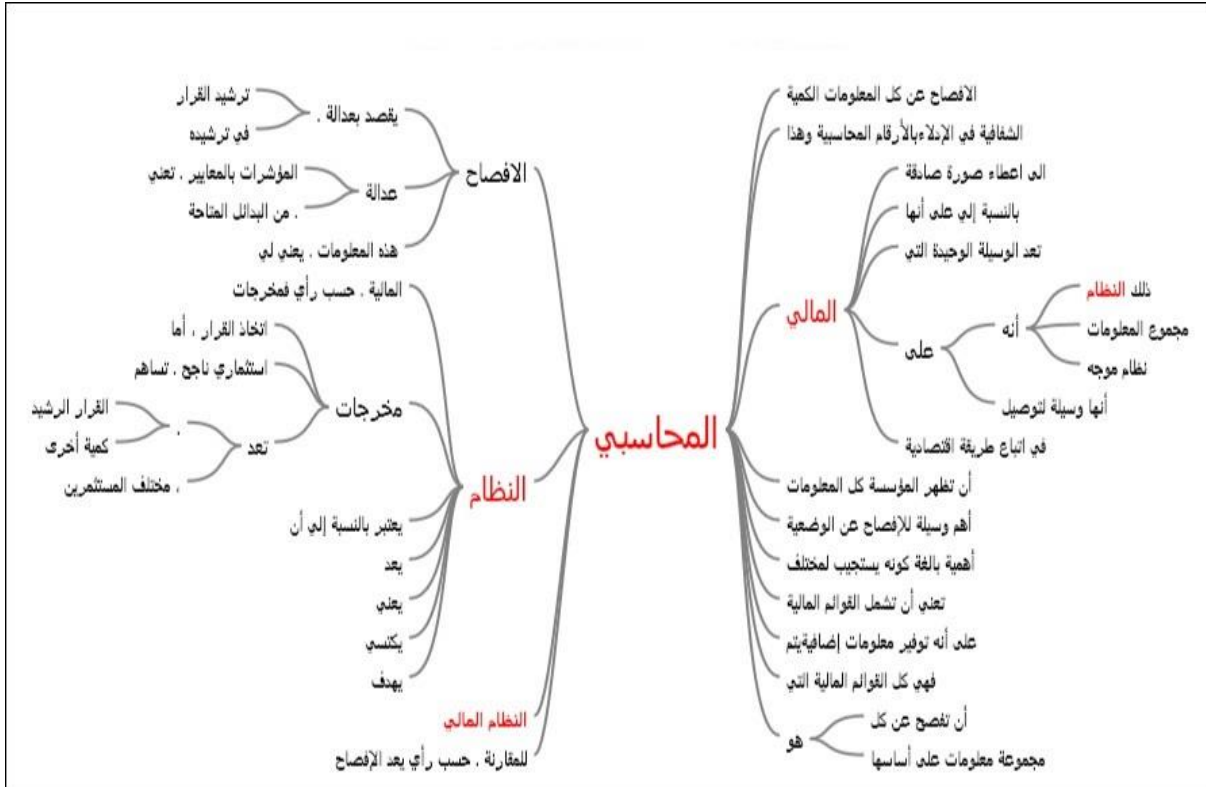 المحاسبي
الافصاح عن كل المعلومات الكمية
الشفافية في الإدلاءبالأرقام المحاسبية وهذا
المالي
الى اعطاء صورة صادقة
بالنسبة إلي على أنها
تعد الوسيلة الوحيدة التي
على
أنه
ذلك النظام
مجموع المعلومات
نظام موجه
أنها وسيلة لتوصيل
في اتباع طريقة اقتصادية
أن تظهر المؤسسة كل المعلومات
أهم وسيلة للإفصاح عن الوضعية
أهمية بالغة كونه يستجيب لمختلف
تعني أن تشمل القوائم المالية
على أنه توفير معلومات إضافيةيتم
فهي كل القوائم المالية التي
هو
أن تفصح عن كل
مجموعة معلومات على أساسها
الافصاح
يقصد بعدالة .
ترشيد القرار
في ترشيده
عدالة
المؤشرات بالمعايير . تعني
. من البدائل المتاحة
هذه المعلومات . يعني لي
النظام
المالية . حسب رأي فمخرجات
مخرجات
اتخاذ القرار . أما
استثماري ناجح . تساهم
تعد
.
القرار الرشيد
كمية أخرى
. مختلف المستثمرين
يعتبر بالنسبة إلي أن
يعد
يعني
يكتسي
يهدف
النظام المالي
للمقارنة . حسب رأي يعد الإفصاح